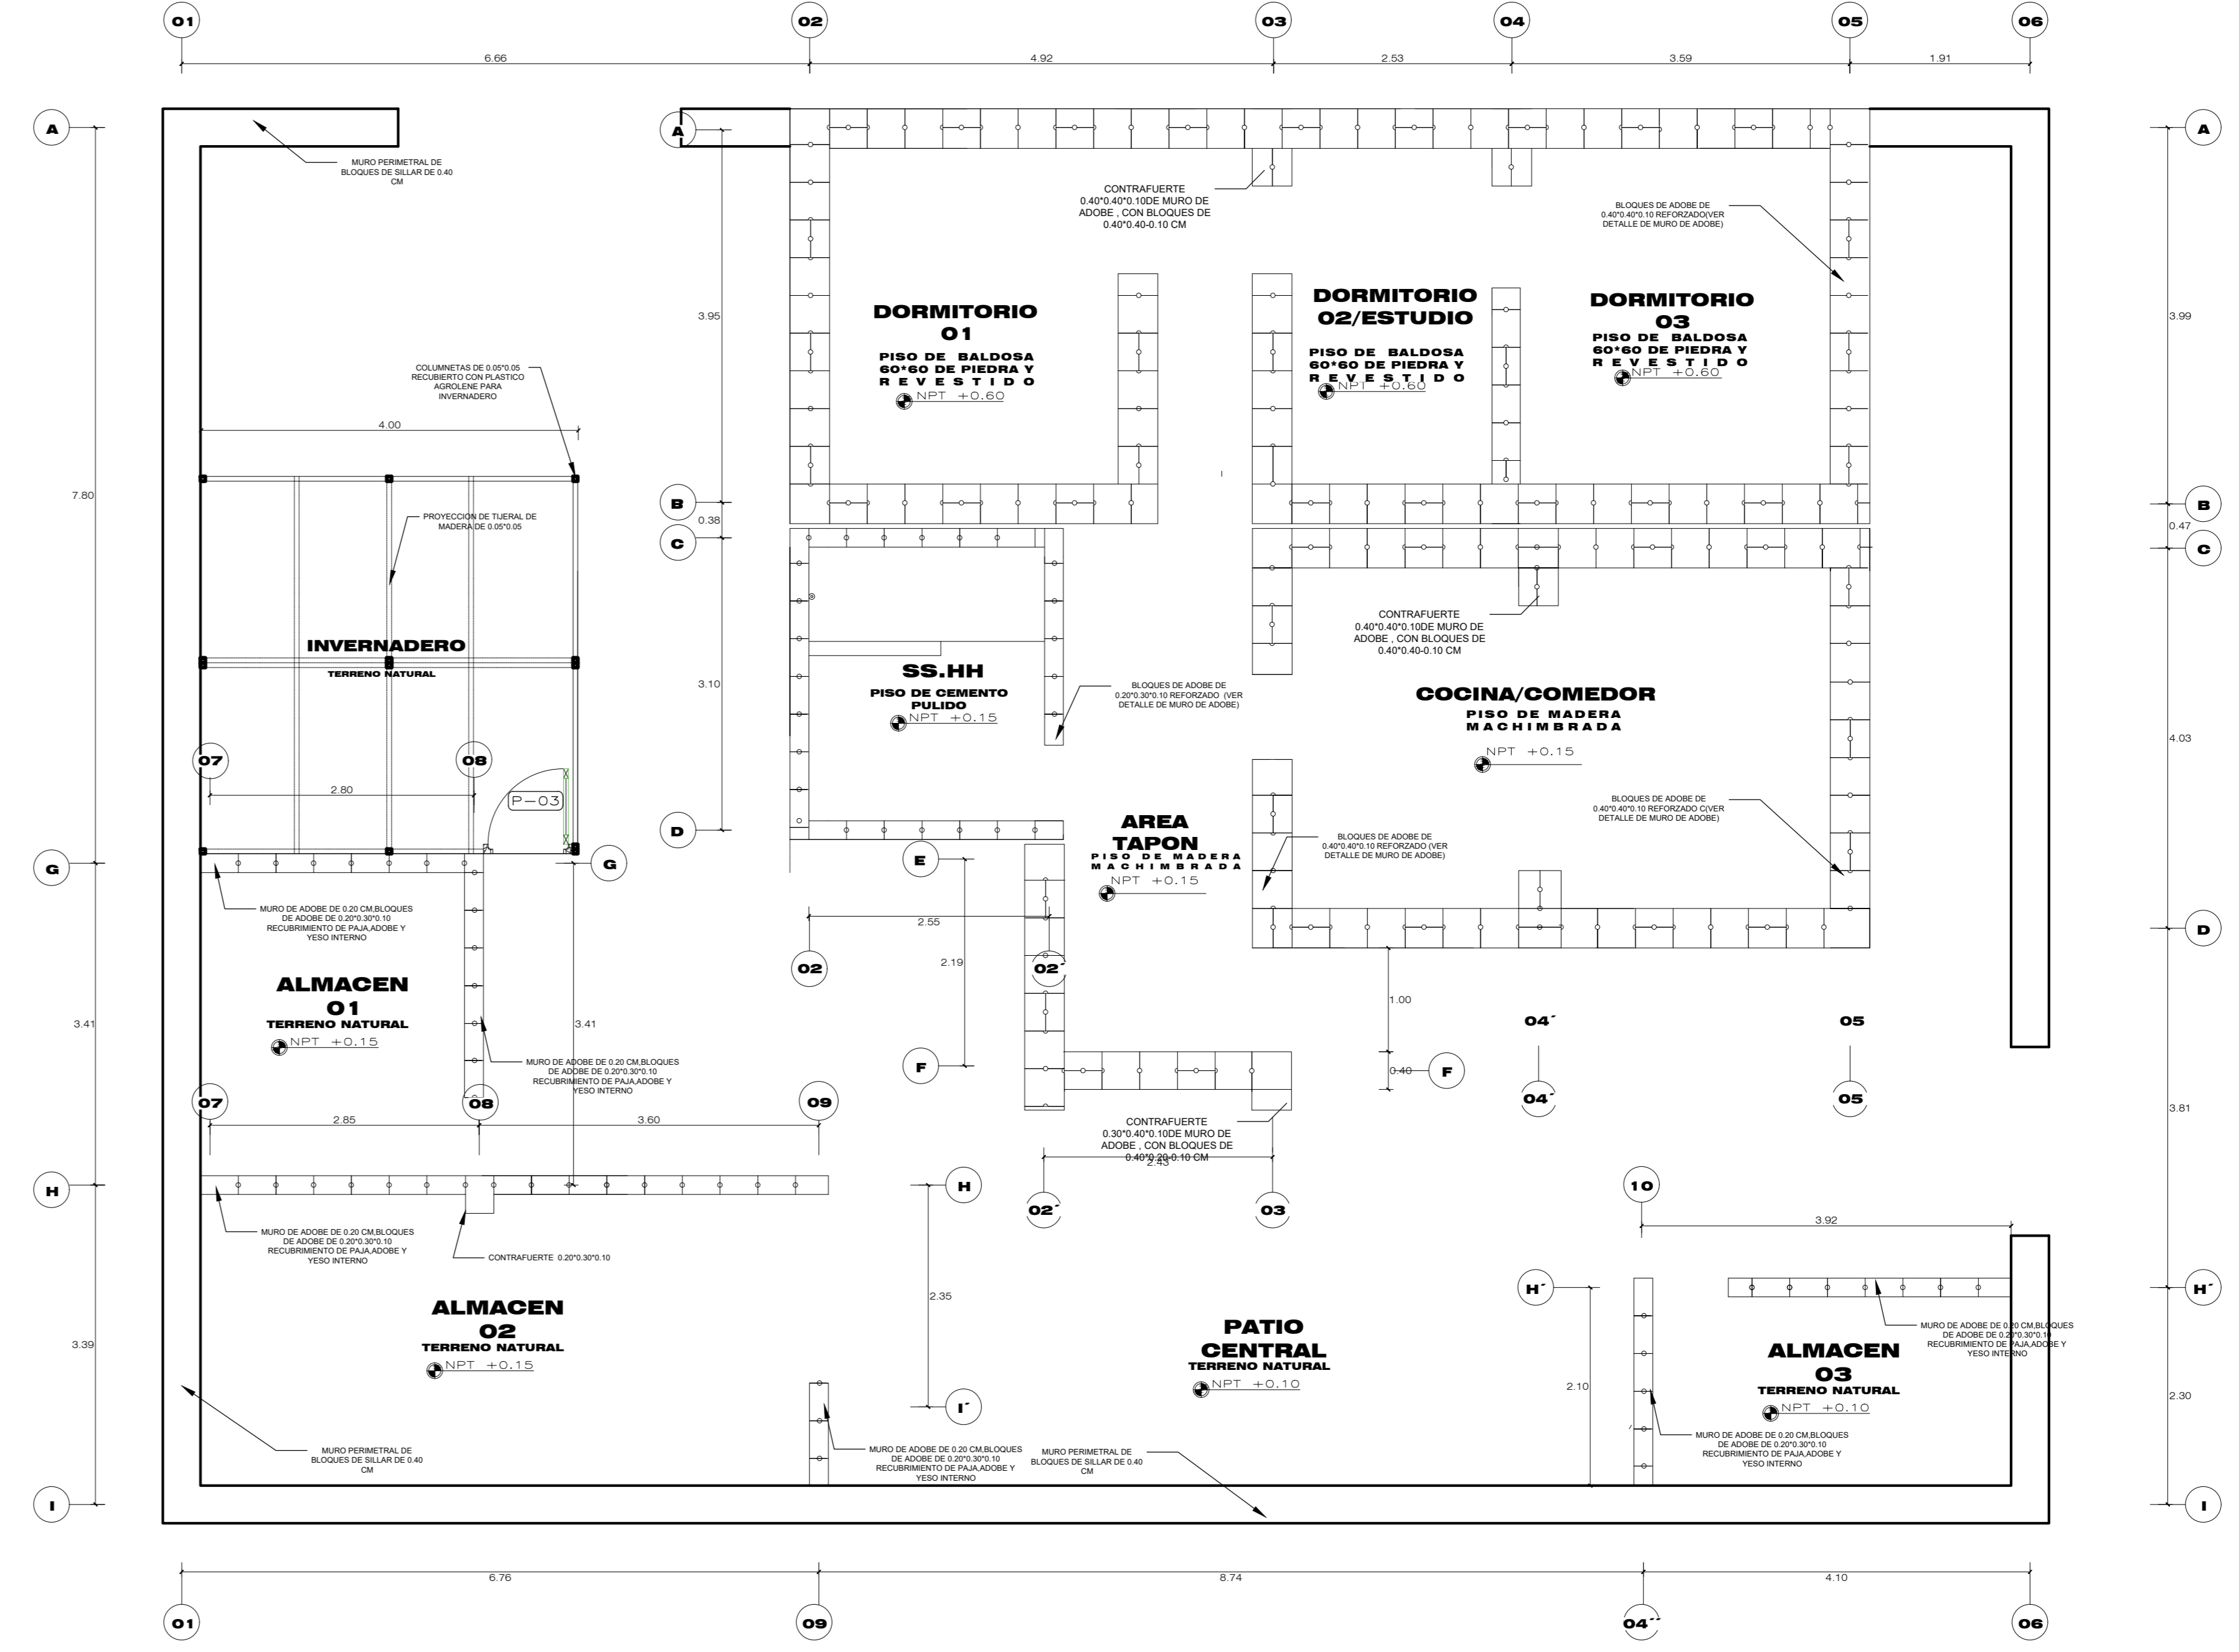 01
02
03
04
05
06
6.66
4.92
2.53
3.59
1.91
A
A
A
MURO PERIMETRAL DE
BLOQUES DE SILLAR DE 0.40
CM
CONTRAFUERTE
0.40*0.40*0.10DE MURO DE
ADOBE , CON BLOQUES DE
0.40*0.40-0.10 CM
BLOQUES DE ADOBE DE
0.40*0.40*0.10 REFORZADO(VER
DETALLE DE MURO DE ADOBE)
DORMITORIO
01
PISO DE BALDOSA
60*60 DE PIEDRA Y
REVESTIDO
NPT +0.60
DORMITORIO
02/ESTUDIO
PISO DE BALDOSA
60*60 DE PIEDRA Y
REVESTIDO
NPT +0.60
DORMITORIO
03
PISO DE BALDOSA
60*60 DE PIEDRA Y
REVESTIDO
NPT +0.60
3.95
3.99
COLUMNETAS DE 0.05*0.05
RECUBIERTO CON PLASTICO
AGROLENE PARA
INVERNADERO
4.00
7.80
PROYECCION DE TIJERAL DE
MADERA DE 0.05*0.05
B
0.38
C
B
0.47
C
INVERNADERO
TERRENO NATURAL
SS.HH
PISO DE CEMENTO
PULIDO
NPT +0.15
3.10
BLOQUES DE ADOBE DE
0.20*0.30*0.10 REFORZADO (VER
DETALLE DE MURO DE ADOBE)
CONTRAFUERTE
0.40*0.40*0.10DE MURO DE
ADOBE , CON BLOQUES DE
0.40*0.40-0.10 CM
COCINA/COMEDOR
PISO DE MADERA
MACHIMBRADA
NPT +0.15
4.03
07
08
2.80
P-03
BLOQUES DE ADOBE DE
0.40*0.40*0.10 REFORZADO C(VER
DETALLE DE MURO DE ADOBE)
D
AREA
TAPON
PISO DE MADERA
MACHIMBRADA
NPT +0.15
BLOQUES DE ADOBE DE
0.40*0.40*0.10 REFORZADO (VER
DETALLE DE MURO DE ADOBE)
G
G
E
MURO DE ADOBE DE 0.20 CM,BLOQUES
DE ADOBE DE 0.20*0.30*0.10
RECUBRIMIENTO DE PAJA,ADOBE Y
YESO INTERNO
2.55
D
2.19
02
02´
ALMACEN
01
TERRENO NATURAL
NPT +0.15
3.41
3.41
1.00
04´
05
MURO DE ADOBE DE 0.20 CM,BLOQUES
DE ADOBE DE 0.20*0.30*0.10
RECUBRIMIENTO DE PAJA,ADOBE Y
YESO INTERNO
F
0.40
F
07
08
09
04´
05
2.85
3.60
3.81
CONTRAFUERTE
0.30*0.40*0.10DE MURO DE
ADOBE , CON BLOQUES DE
0.40*0.20-0.10 CM
2.43
H
H
10
02´
03
3.92
MURO DE ADOBE DE 0.20 CM,BLOQUES
DE ADOBE DE 0.20*0.30*0.10
RECUBRIMIENTO DE PAJA,ADOBE Y
YESO INTERNO
CONTRAFUERTE 0.20*0.30*0.10
H´
H´
2.35
ALMACEN
02
TERRENO NATURAL
NPT +0.15
3.39
PATIO
CENTRAL
TERRENO NATURAL
NPT +0.10
MURO DE ADOBE DE 0.20 CM,BLOQUES
DE ADOBE DE 0.20*0.30*0.10
RECUBRIMIENTO DE PAJA,ADOBE Y
YESO INTERNO
ALMACEN
03
TERRENO NATURAL
NPT +0.10
2.10
2.30
I´
MURO PERIMETRAL DE
BLOQUES DE SILLAR DE 0.40
CM
MURO DE ADOBE DE 0.20 CM,BLOQUES
DE ADOBE DE 0.20*0.30*0.10
RECUBRIMIENTO DE PAJA,ADOBE Y
YESO INTERNO
MURO PERIMETRAL DE
BLOQUES DE SILLAR DE 0.40
CM
MURO DE ADOBE DE 0.20 CM,BLOQUES
DE ADOBE DE 0.20*0.30*0.10
RECUBRIMIENTO DE PAJA,ADOBE Y
YESO INTERNO
I
I
6.76
8.74
4.10
01
09
04´´
06